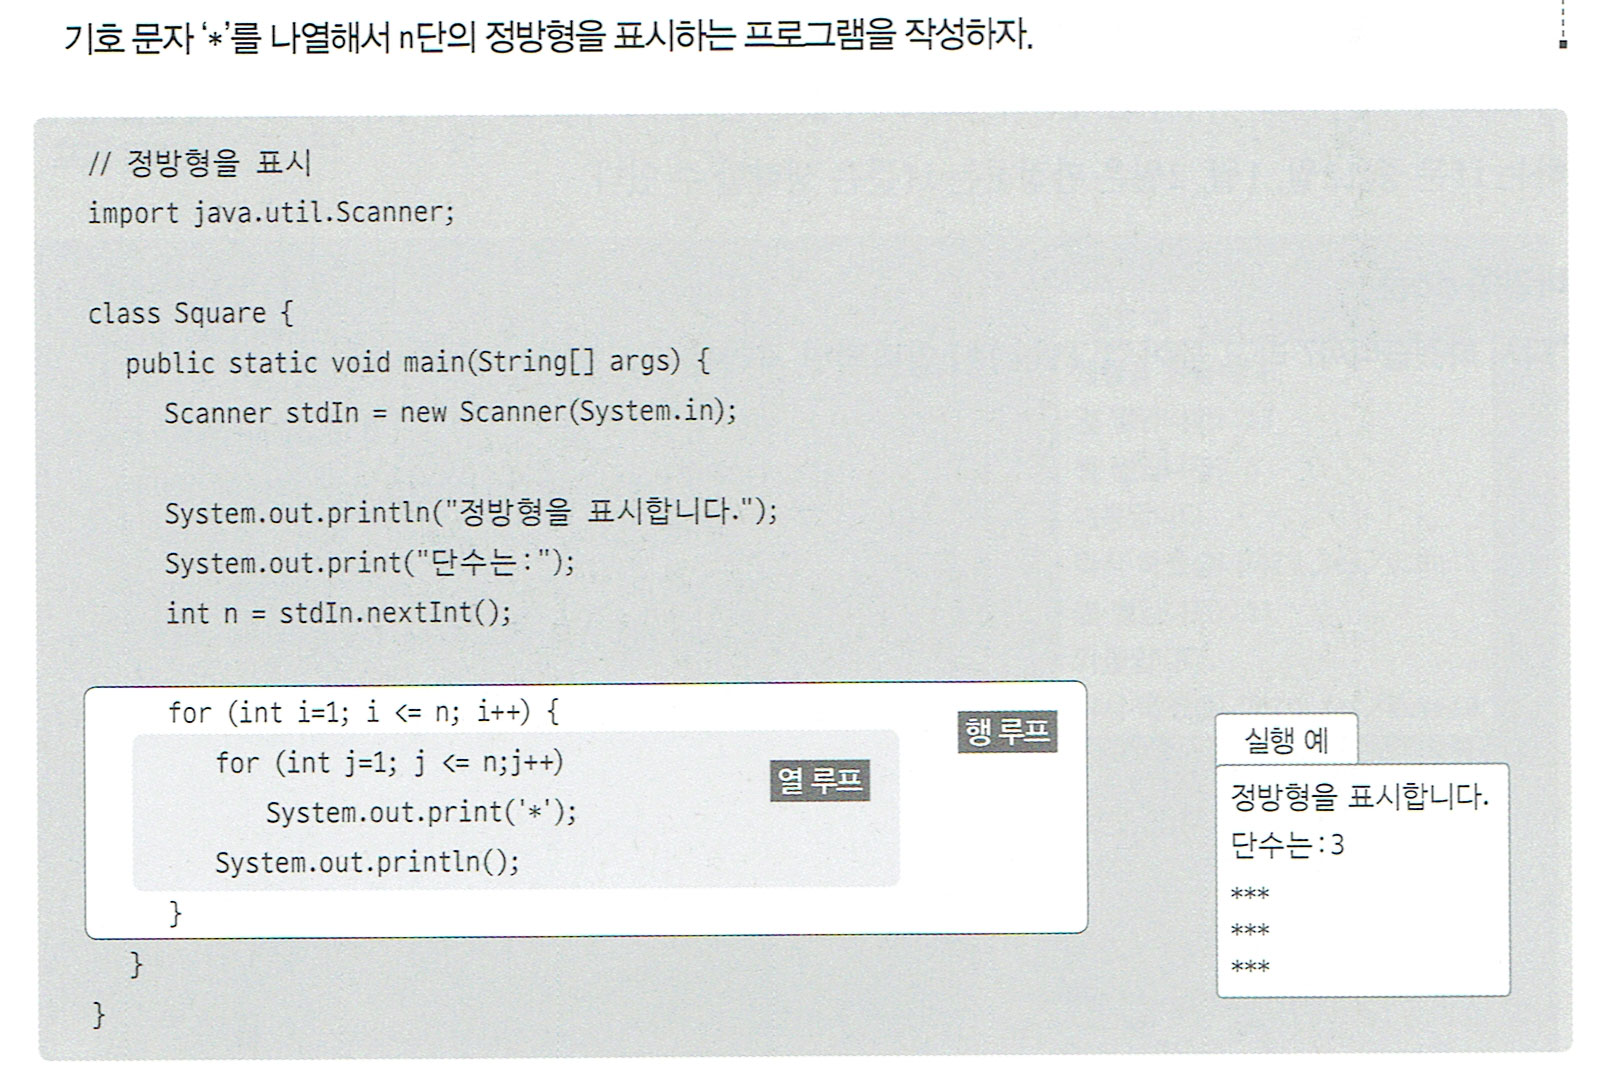 기호 문자 ‘*’를 나열해서 n단의 정방형을 표시하는 프로그램을 작성하자.
// 정방형을 표시
import java.util.Scanner;
class Square {
public static void main(String[] args) {
Scanner stdIn = new Scanner(System.in);
System.out.println("정방형을 표시합니다.");
System.out.print("단수는:");
int n = stdIn.nextInt();
for (int i=1; i <= n; i++) {
행 루프
for (int j=1; j <= n;j++)
열 루프
System.out.print('*');
System.out.println();
}
}
}
실행 예
정방형을 표시합니다.
단수는:3
***
***
***